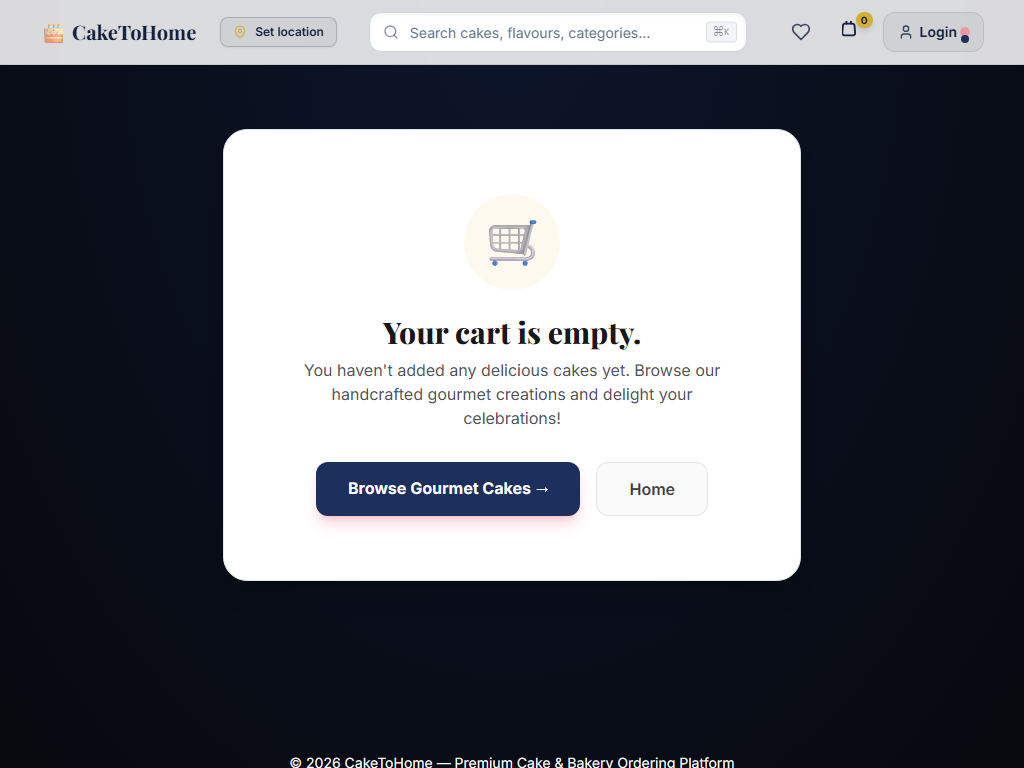 CakeToHome
Set location
Search cakes, flavours, categories...
⌘K
0
Login
Your cart is empty.
You haven't added any delicious cakes yet. Browse our
handcrafted gourmet creations and delight your
celebrations!
Browse Gourmet Cakes →
Home
© 2026 CakeToHome — Premium Cake & Bakery Ordering Platform